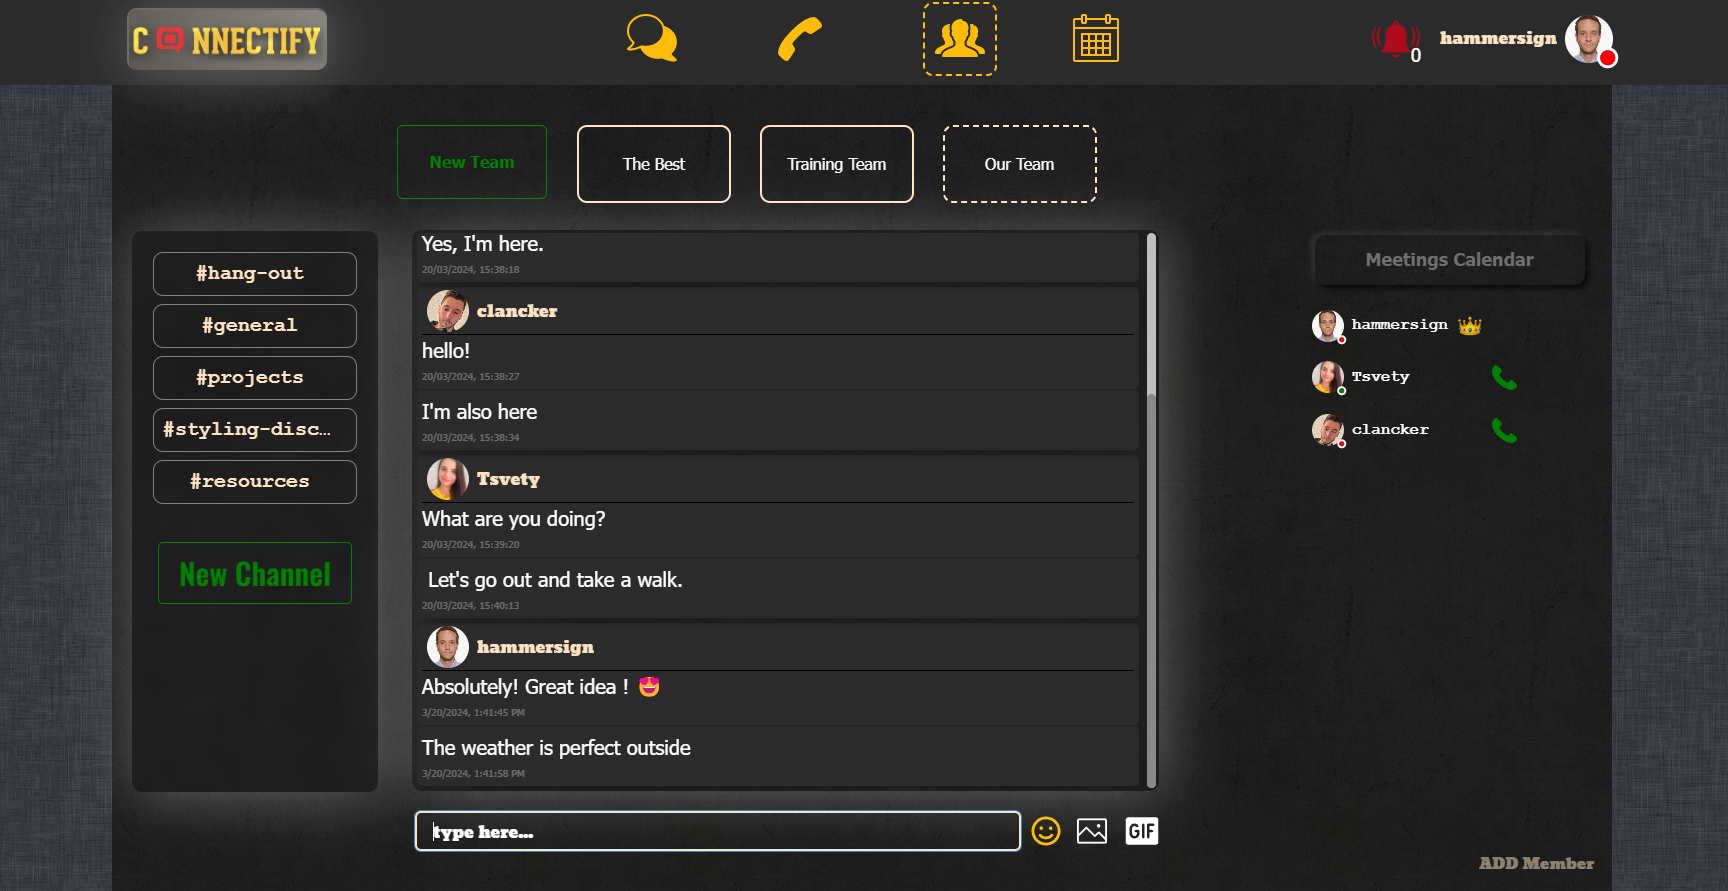 CONNECTIFY
0
hammersign
New Team
The Best
Training Team
Our Team
#hang-out
#general
#projects
#styling-disc...
#resources
New Channel
Yes, I'm here.
20/03/2024, 15:38:18
clancker
hello!
20/03/2024, 15:38:27
I'm also here
20/03/2024, 15:38:34
Tsvety
What are you doing?
20/03/2024, 15:39:20
Let's go out and take a walk.
20/03/2024, 15:40:13
hammersign
Absolutely! Great idea ! 😍
3/20/2024, 1:41:45 PM
The weather is perfect outside
3/20/2024, 1:41:58 PM
type here...
GIF
Meetings Calendar
hammersign 👑
Tsvety
clancker
ADD Member